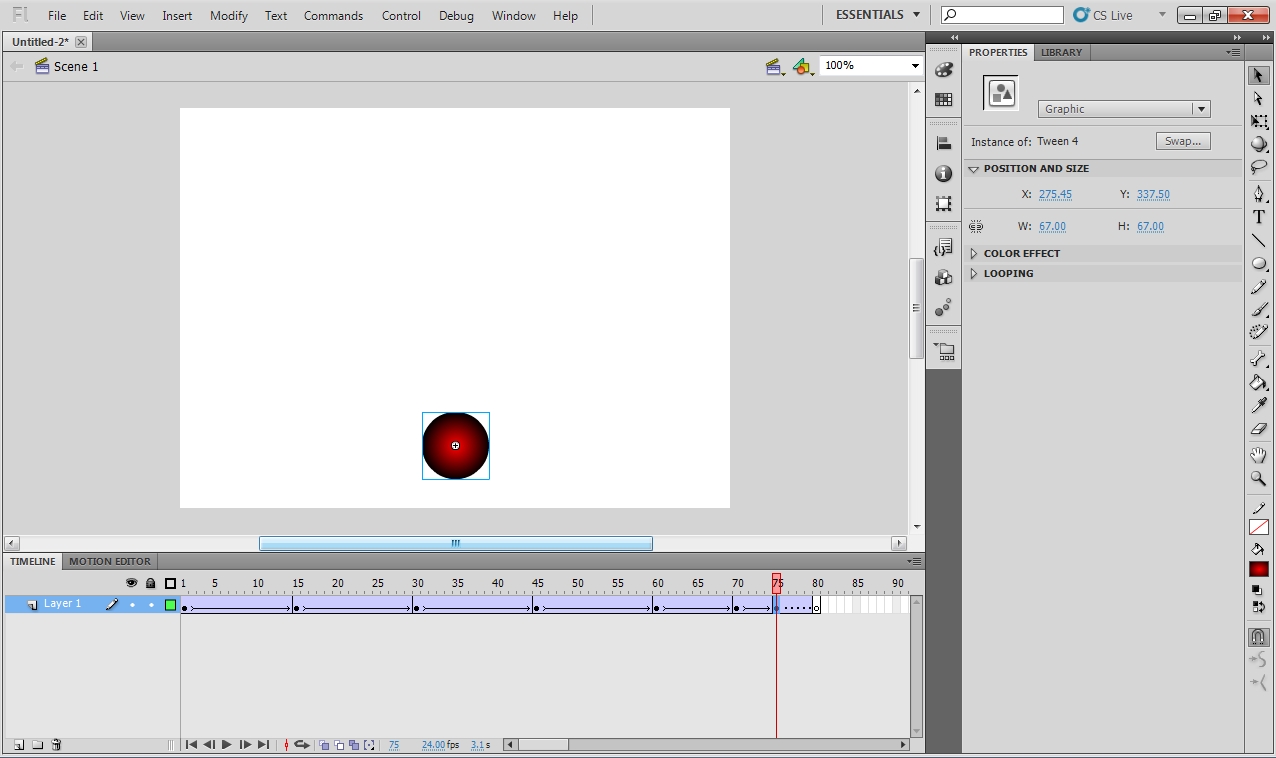 Fl File Edit View Insert Modify Text Commands Control Debug Window Help ESSENTIALS CS Live
Untitled-2*
Scene 1 100%
PROPERTIES LIBRARY
Graphic
Instance of: Tween 4 Swap...
POSITION AND SIZE
X: 275.45 Y: 337.50
W: 67.00 H: 67.00
COLOR EFFECT
LOOPING
T
TIMELINE MOTION EDITOR
1 5 10 15 20 25 30 35 40 45 50 55 60 65 70 75 80 85 90
Layer 1
75 24.00 fps 3.1 s